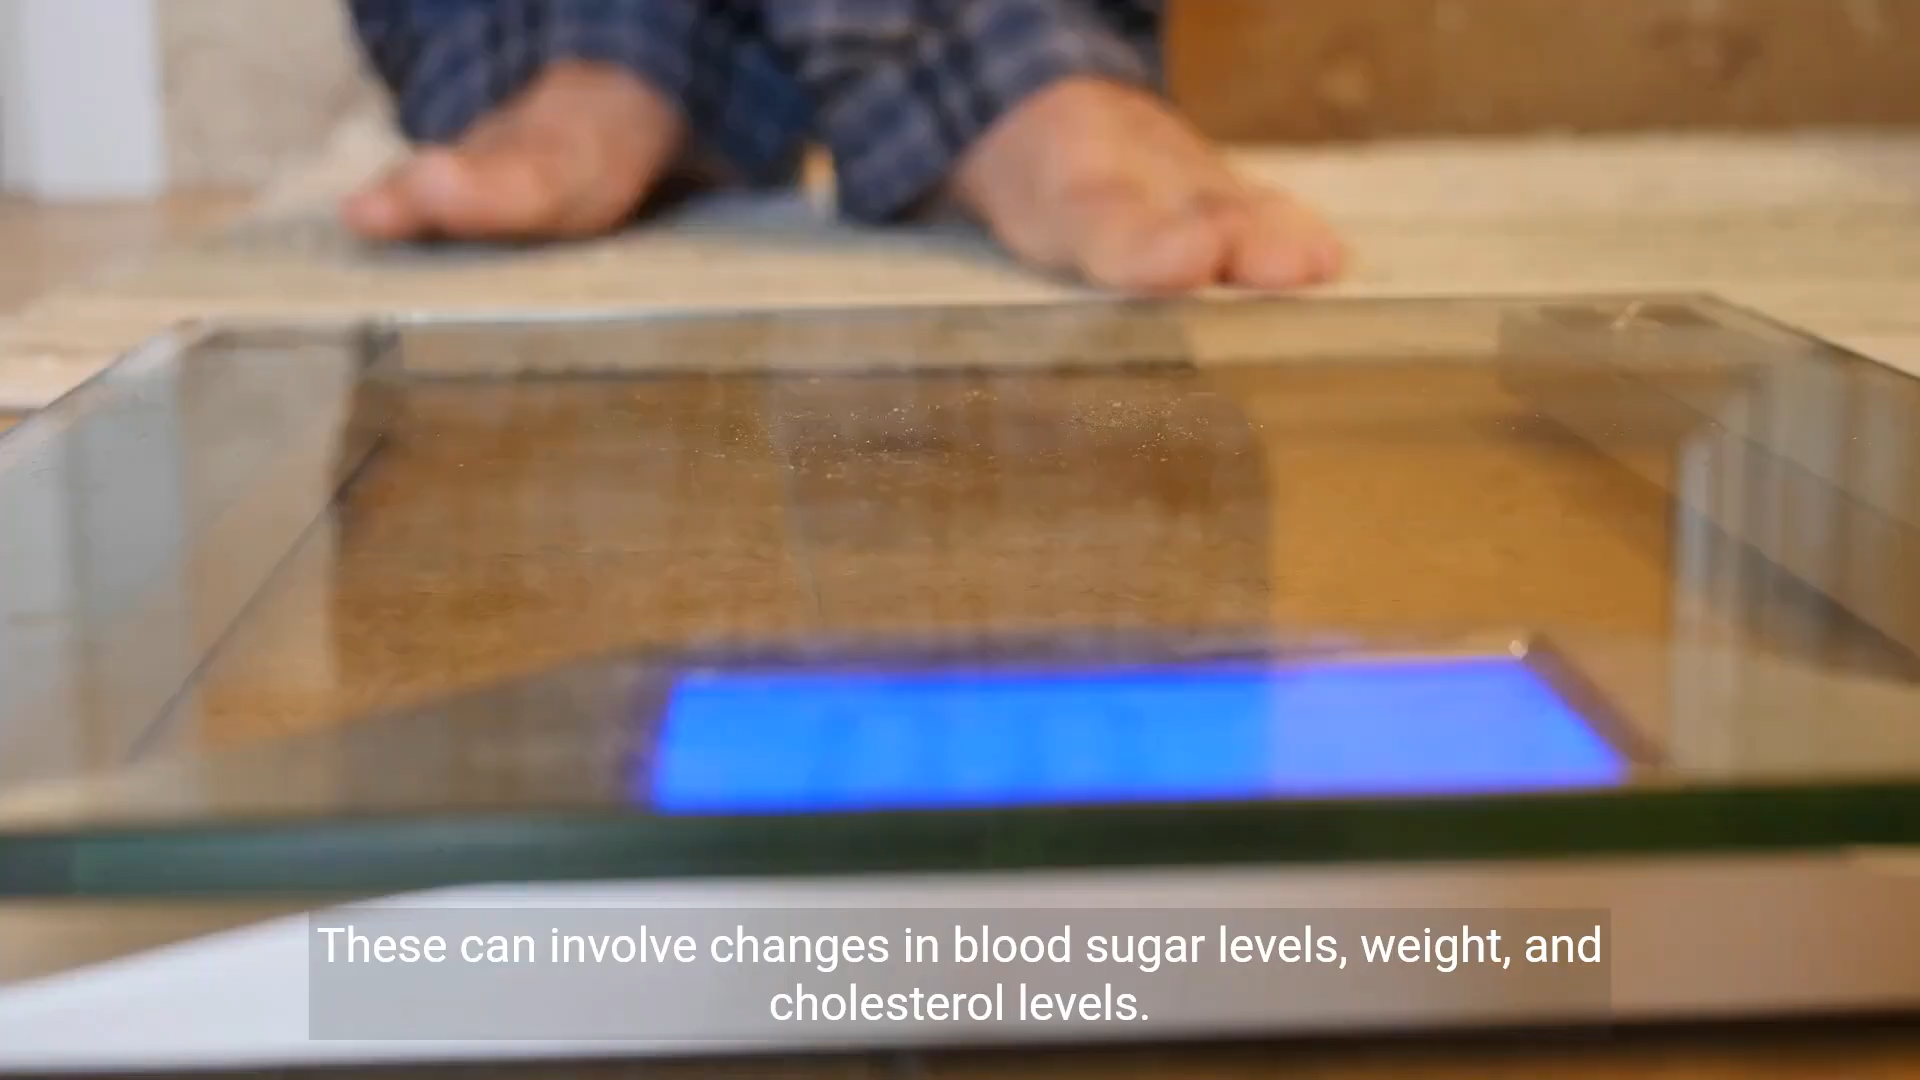 These can involve changes in blood sugar levels, weight, and
cholesterol levels.